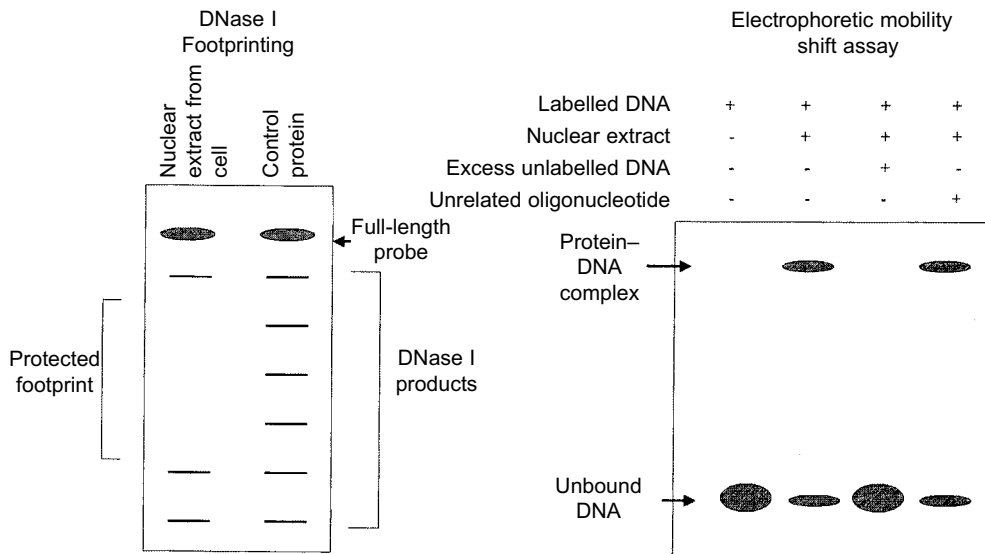 DNase I
Footprinting
Nuclear
extract from
cell
Control
protein
Full-length
probe
Protected
footprint
DNase I
products
Electrophoretic mobility
shift assay
Labelled DNA + + + +
Nuclear extract - + + +
Excess unlabelled DNA - - + -
Unrelated oligonucleotide - - - +
Protein–
DNA
complex
Unbound
DNA